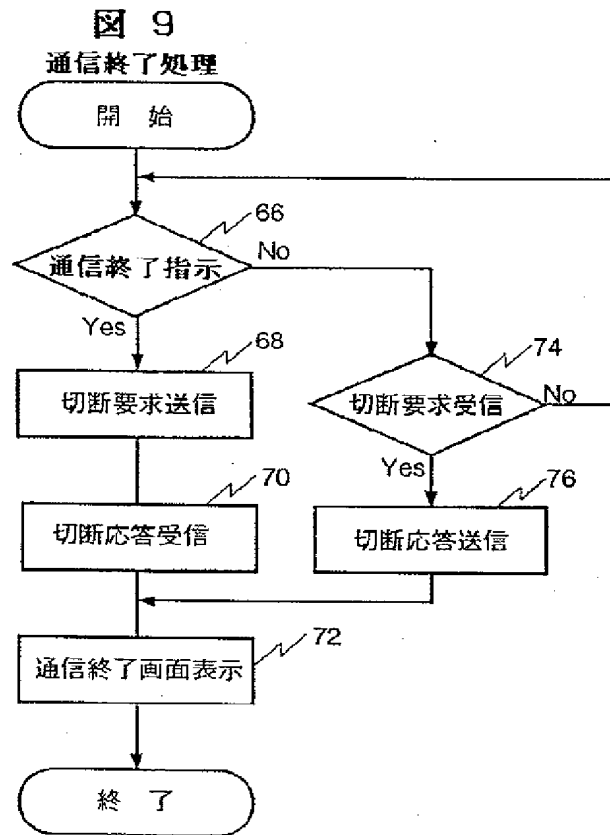 図 9
通信終了処理
開 始
66
通信終了指示
No
Yes
68
切断要求送信
74
切断要求受信
No
Yes
70
切断応答受信
76
切断応答送信
72
通信終了画面表示
終 了